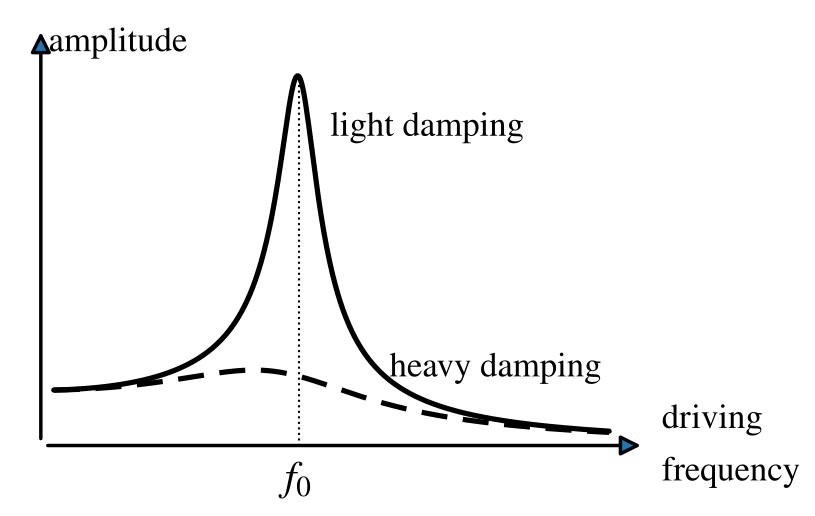 amplitude
light damping
heavy damping
driving
frequency
f₀